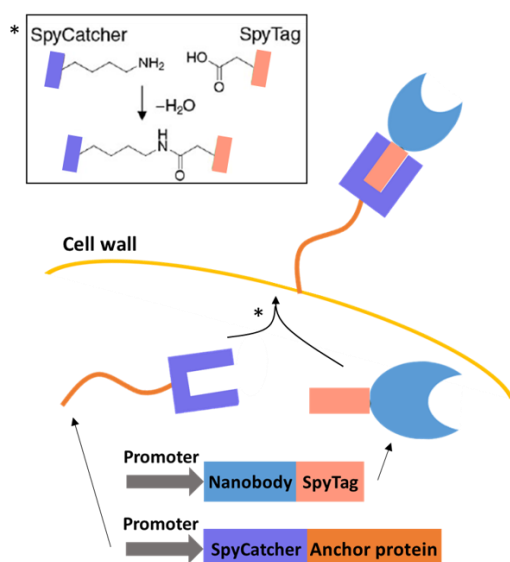 *
SpyCatcher
SpyTag
NH2
HO
O
−H2O
H
N
O
Cell wall
*
Promoter
Nanobody SpyTag
Promoter
SpyCatcher Anchor protein